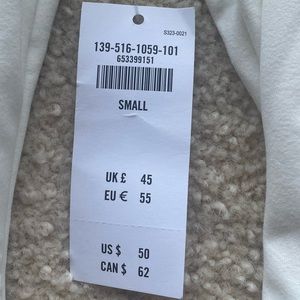 S323-0021
139-516-1059-101
653399151
SMALL
UK £ 45
EU € 55
US $ 50
CAN $ 62